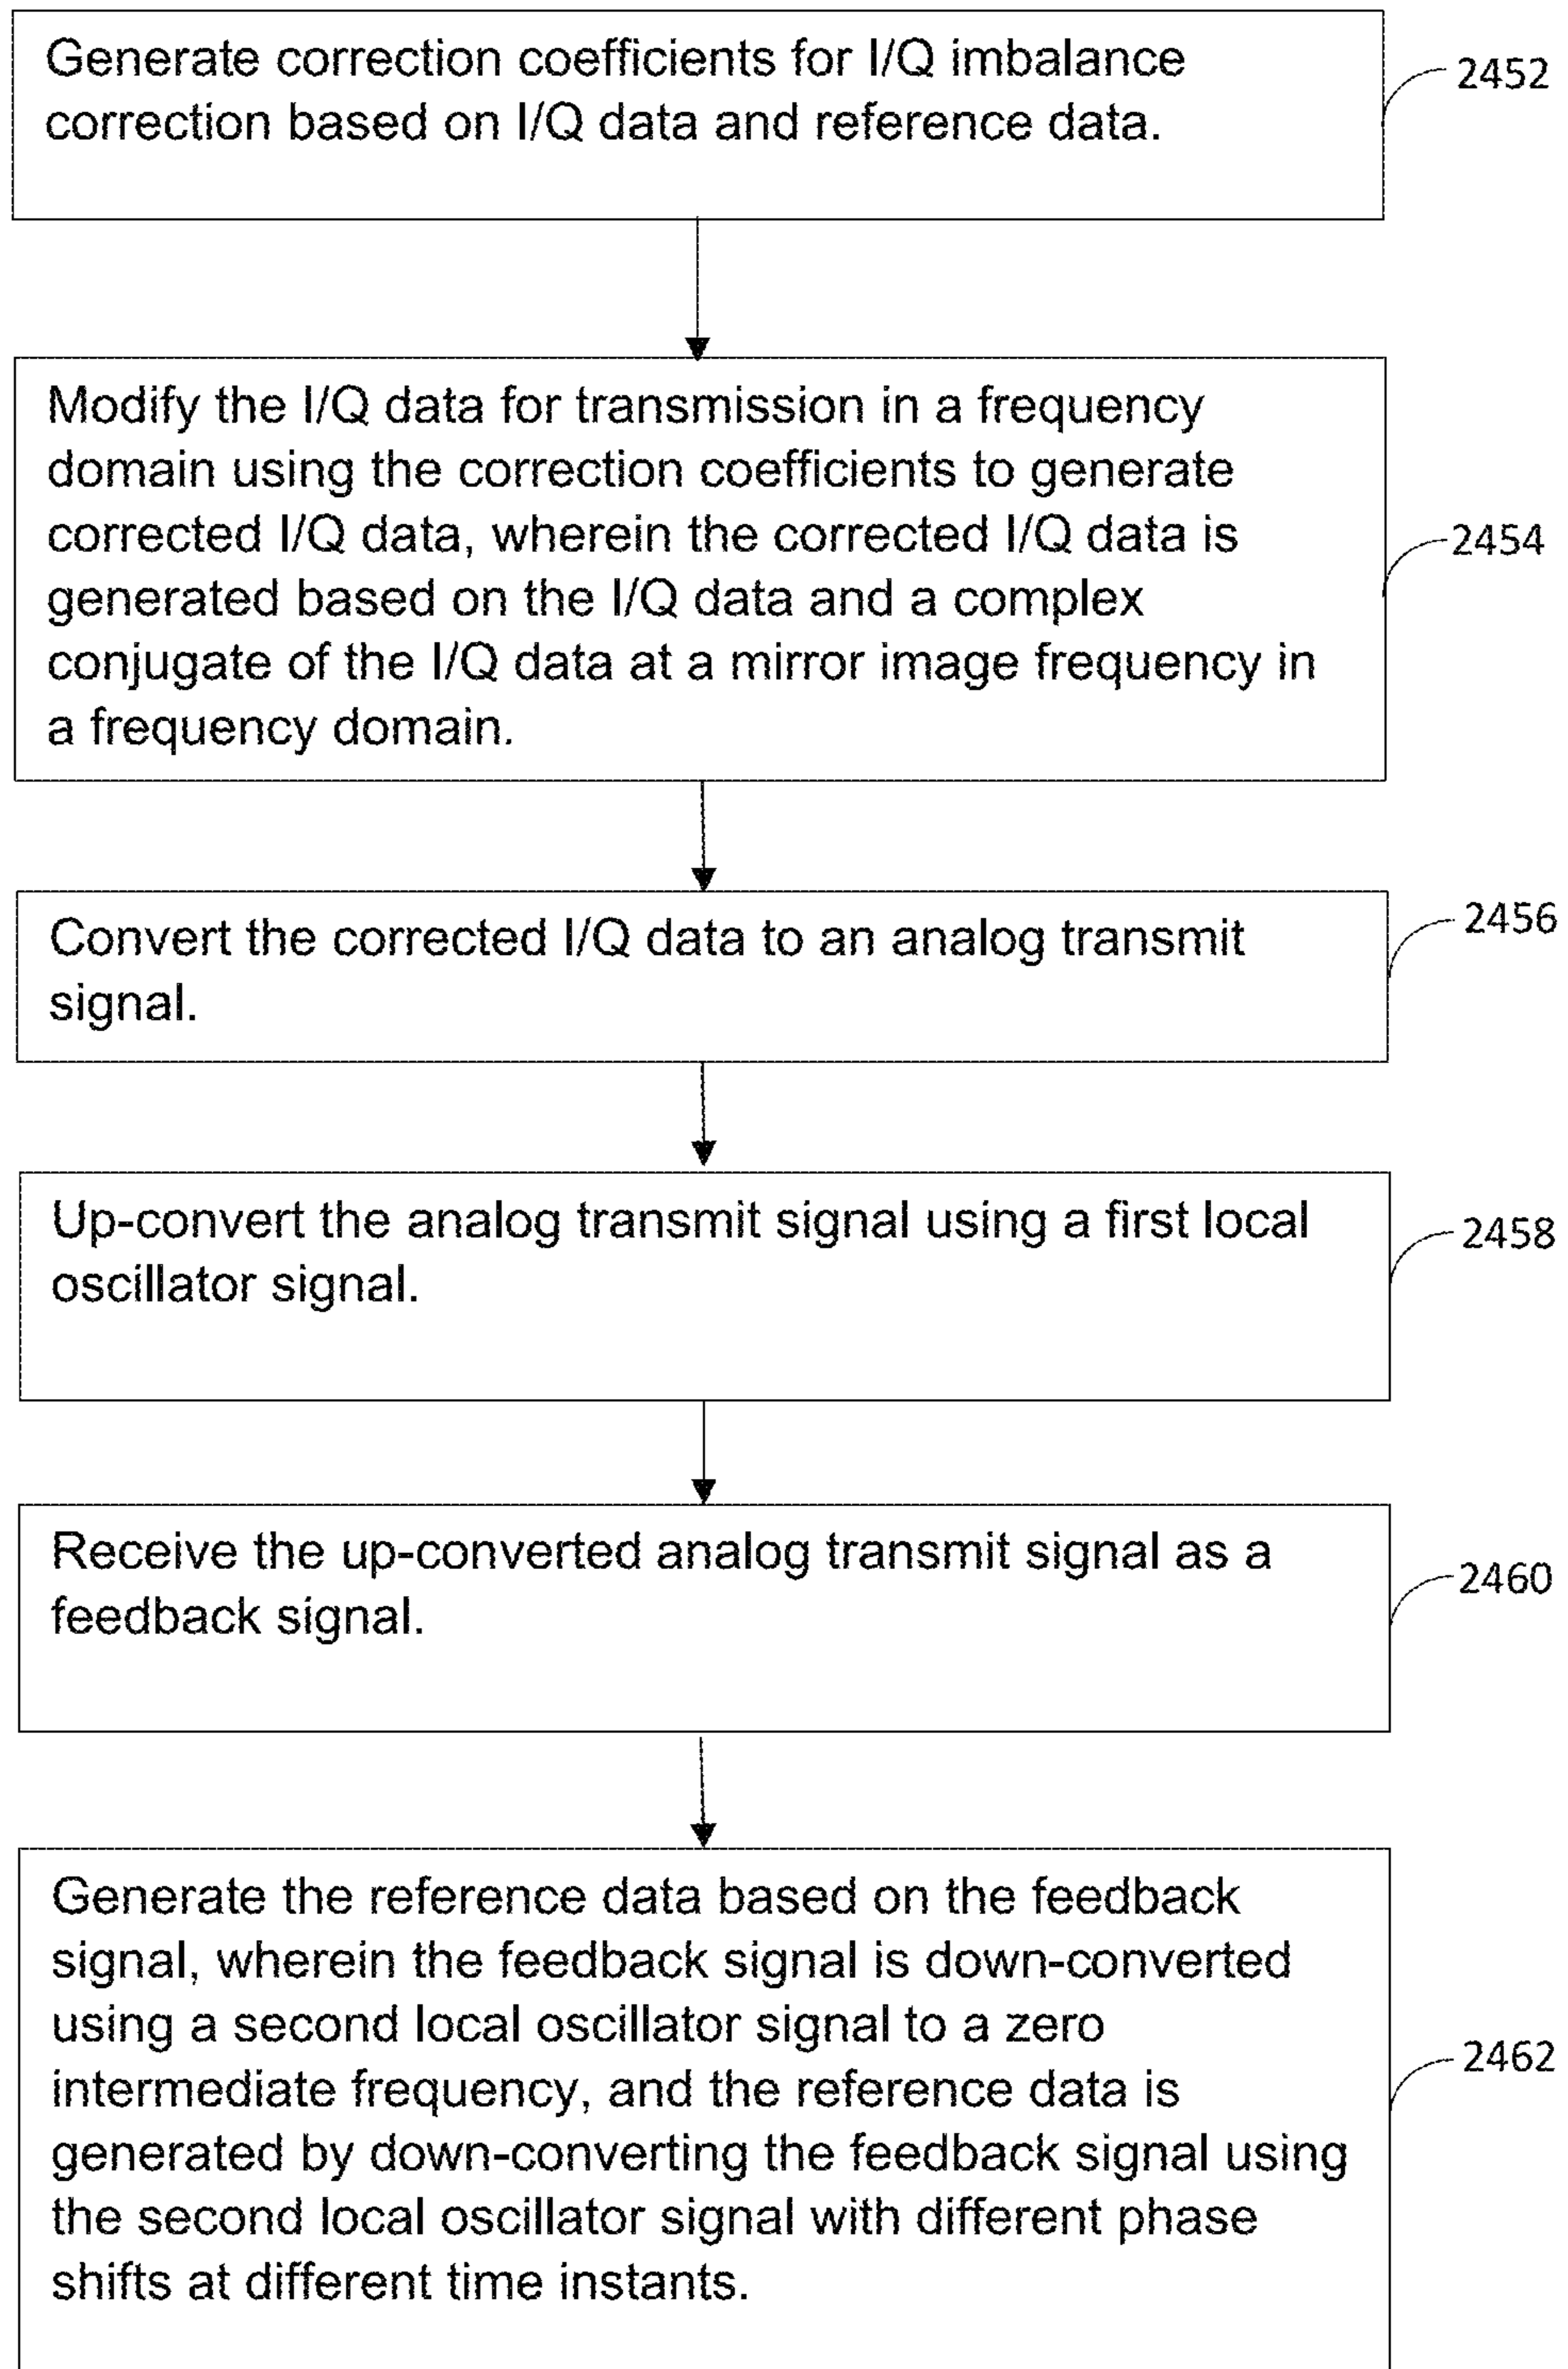 Generate correction coefficients for I/Q imbalance
correction based on I/Q data and reference data.
2452
Modify the I/Q data for transmission in a frequency
domain using the correction coefficients to generate
corrected I/Q data, wherein the corrected I/Q data is
generated based on the I/Q data and a complex
conjugate of the I/Q data at a mirror image frequency in
a frequency domain.
2454
Convert the corrected I/Q data to an analog transmit
signal.
2456
Up-convert the analog transmit signal using a first local
oscillator signal.
2458
Receive the up-converted analog transmit signal as a
feedback signal.
2460
Generate the reference data based on the feedback
signal, wherein the feedback signal is down-converted
using a second local oscillator signal to a zero
intermediate frequency, and the reference data is
generated by down-converting the feedback signal using
the second local oscillator signal with different phase
shifts at different time instants.
2462